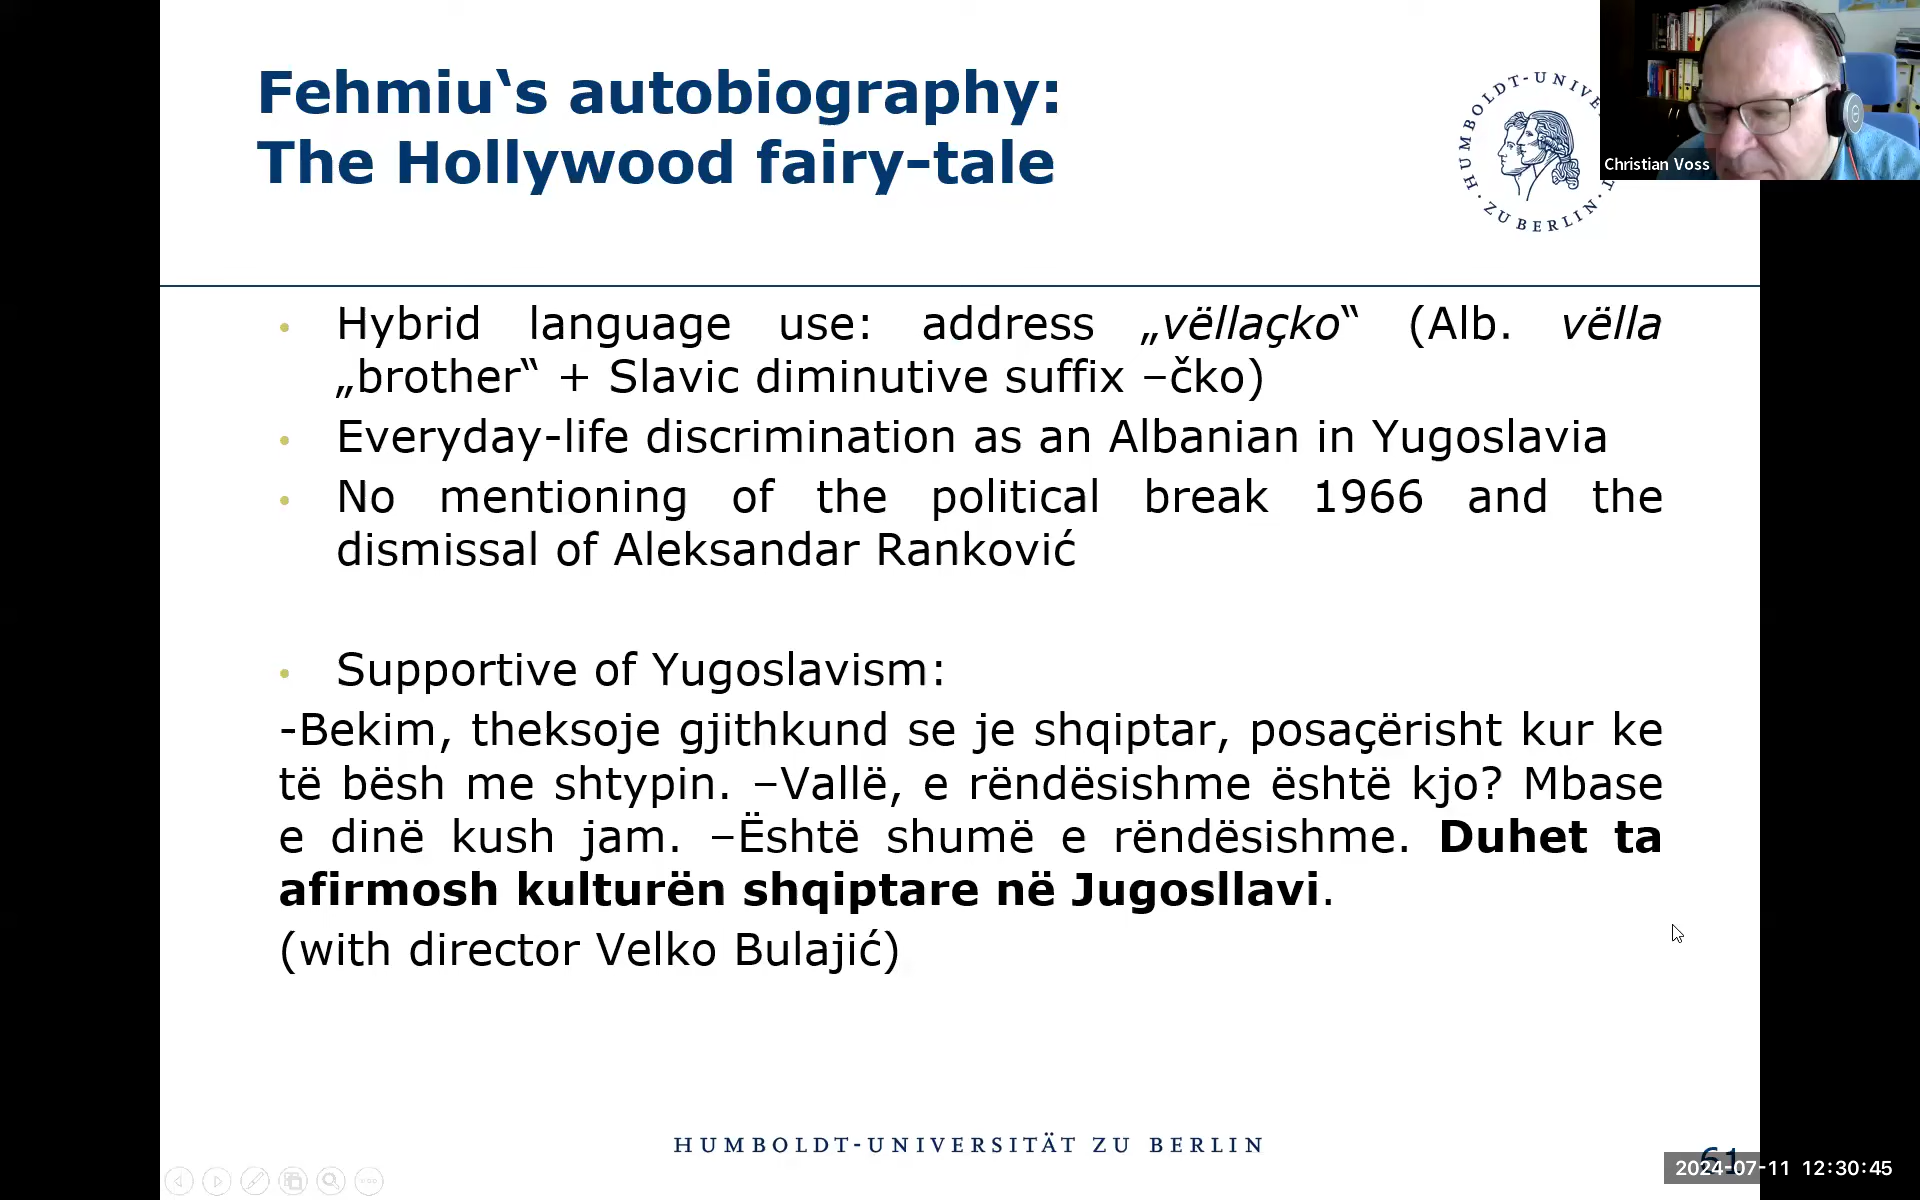 Fehmiu‘s autobiography:
The Hollywood fairy-tale
HUMBOLDT-UNIVE
ZU BERLIN
Christian Voss
• Hybrid language use: address „vëllaçko“ (Alb. vëlla
„brother“ + Slavic diminutive suffix –čko)
• Everyday-life discrimination as an Albanian in Yugoslavia
• No mentioning of the political break 1966 and the
dismissal of Aleksandar Ranković
• Supportive of Yugoslavism:
-Bekim, theksoje gjithkund se je shqiptar, posaçërisht kur ke
të bësh me shtypin. –Vallë, e rëndësishme është kjo? Mbase
e dinë kush jam. –Është shumë e rëndësishme. Duhet ta
afirmosh kulturën shqiptare në Jugosllavi.
(with director Velko Bulajić)
HUMBOLDT-UNIVERSITÄT ZU BERLIN
61
2024-07-11 12:30:45